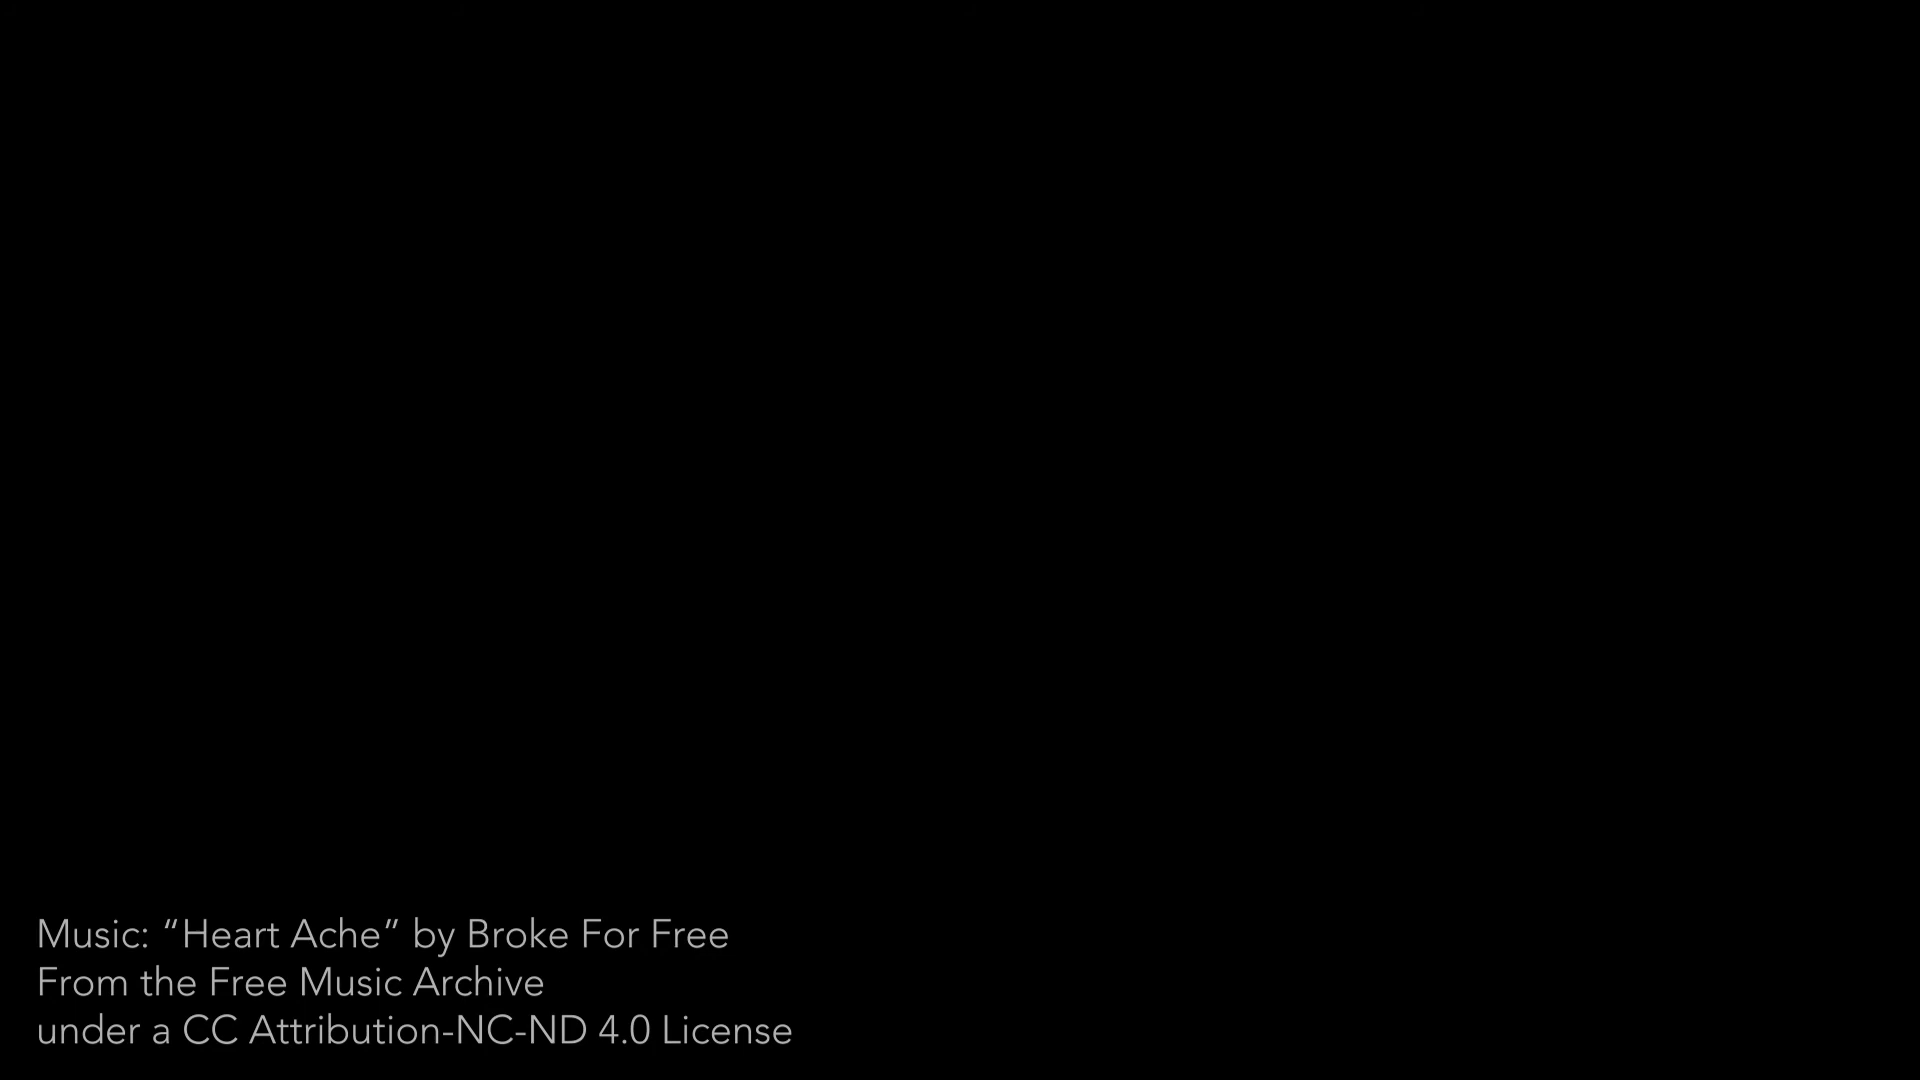 Music: “Heart Ache” by Broke For Free
From the Free Music Archive
under a CC Attribution-NC-ND 4.0 License